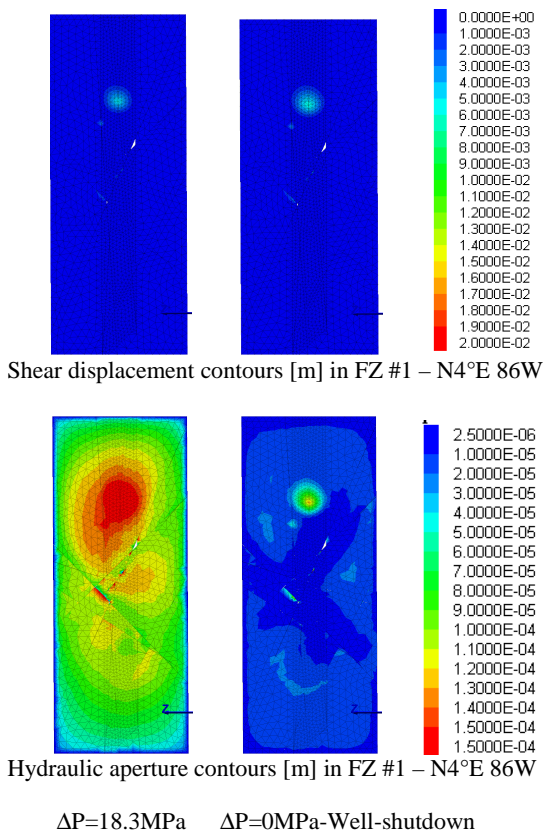 0.0000E+00
1.0000E-03
2.0000E-03
3.0000E-03
4.0000E-03
5.0000E-03
6.0000E-03
7.0000E-03
8.0000E-03
9.0000E-03
1.0000E-02
1.1000E-02
1.2000E-02
1.3000E-02
1.4000E-02
1.5000E-02
1.6000E-02
1.7000E-02
1.8000E-02
1.9000E-02
2.0000E-02
Shear displacement contours [m] in FZ #1 – N4°E 86W
2.5000E-06
1.0000E-05
2.0000E-05
3.0000E-05
4.0000E-05
5.0000E-05
6.0000E-05
7.0000E-05
8.0000E-05
9.0000E-05
1.0000E-04
1.1000E-04
1.2000E-04
1.3000E-04
1.4000E-04
1.5000E-04
1.5000E-04
Z
Hydraulic aperture contours [m] in FZ #1 – N4°E 86W
ΔP=18.3MPa ΔP=0MPa-Well-shutdown